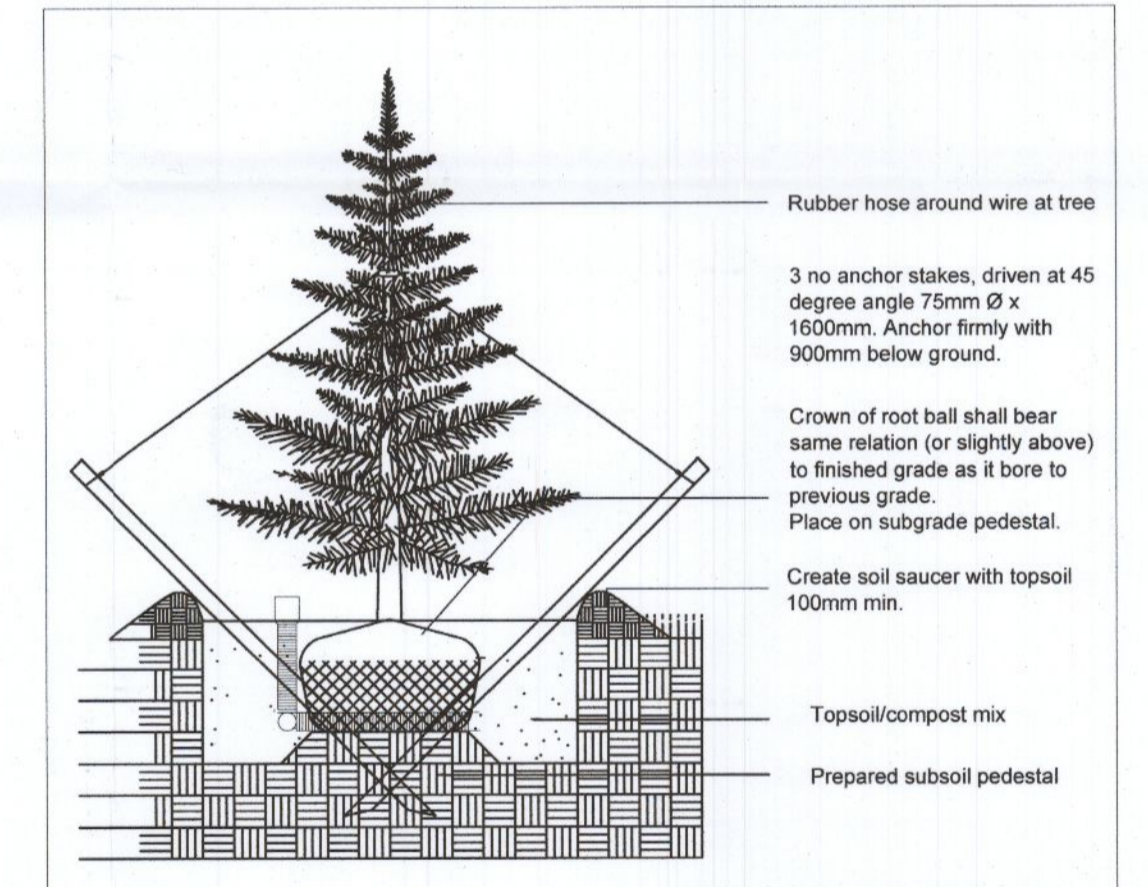 Rubber hose around wire at tree
3 no anchor stakes, driven at 45
degree angle 75mm Ø x
1600mm. Anchor firmly with
900mm below ground.
Crown of root ball shall bear
same relation (or slightly above)
to finished grade as it bore to
previous grade.
Place on subgrade pedestal.
Create soil saucer with topsoil
100mm min.
Topsoil/compost mix
Prepared subsoil pedestal